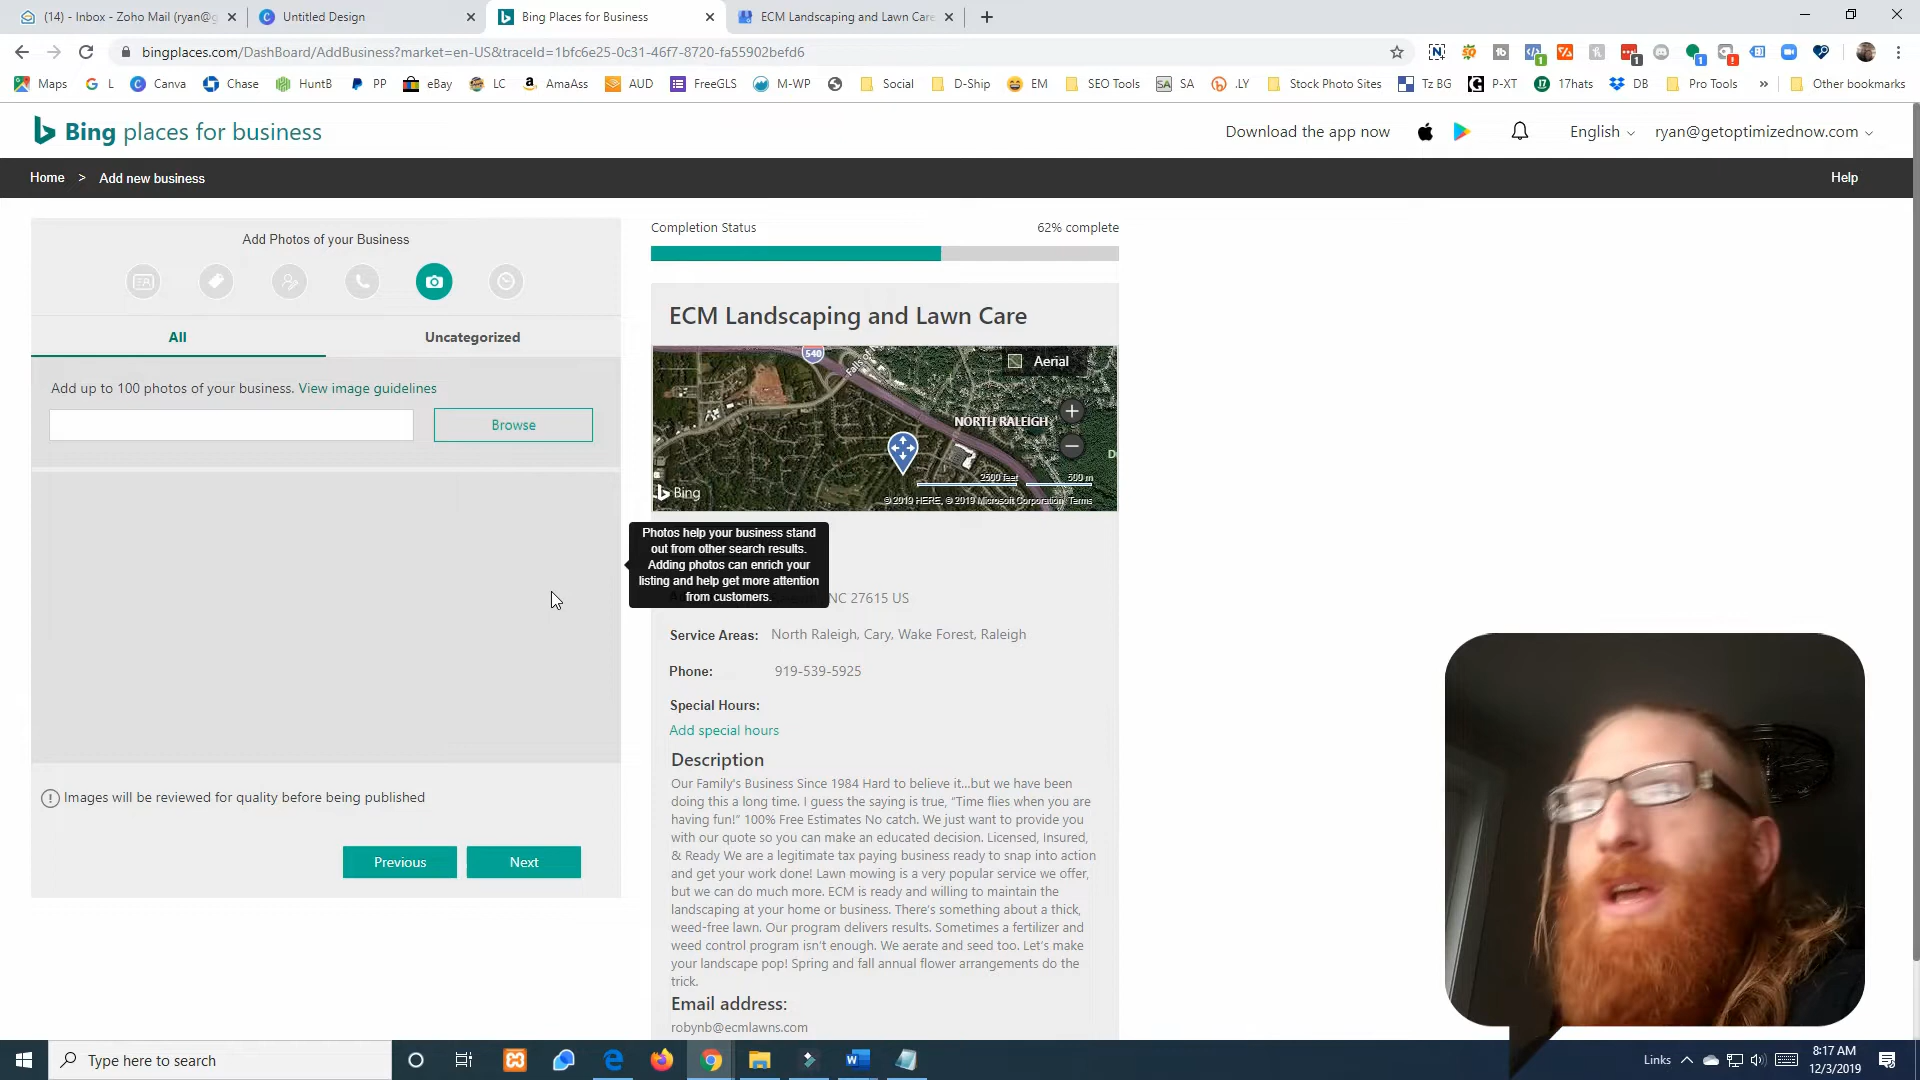 (14) - Inbox - Zoho Mail (ryan@g
Untitled Design
Bing Places for Business
ECM Landscaping and Lawn Care
bingplaces.com/DashBoard/AddBusiness?market=en-US&traceId=1bfc6e25-0c31-46f7-8720-fa55902befd6
Maps
G L
Canva
Chase
HuntB
PP
eBay
LC
AmaAss
AUD
FreeGLS
M-WP
Social
D-Ship
EM
SEO Tools
SA SA
.LY
Stock Photo Sites
Tz BG
P-XT
17hats
DB
Pro Tools
»
Other bookmarks
Bing places for business
Download the app now
English
ryan@getoptimizednow.com
Home > Add new business
Help
Add Photos of your Business
All
Uncategorized
Add up to 100 photos of your business. View image guidelines
Browse
Images will be reviewed for quality before being published
Previous
Next
Completion Status
62% complete
ECM Landscaping and Lawn Care
540
Falls of
Aerial
NORTH RALEIGH
D
2500 feet
500 m
Bing
© 2019 HERE, © 2019 Microsoft Corporation Terms
Photos help your business stand
out from other search results.
Adding photos can enrich your
listing and help get more attention
from customers.
NC 27615 US
Service Areas: North Raleigh, Cary, Wake Forest, Raleigh
Phone: 919-539-5925
Special Hours:
Add special hours
Description
Our Family's Business Since 1984 Hard to believe it...but we have been
doing this a long time. I guess the saying is true, "Time flies when you are
having fun!" 100% Free Estimates No catch. We just want to provide you
with our quote so you can make an educated decision. Licensed, Insured,
& Ready We are a legitimate tax paying business ready to snap into action
and get your work done! Lawn mowing is a very popular service we offer,
but we can do much more. ECM is ready and willing to maintain the
landscaping at your home or business. There's something about a thick,
weed-free lawn. Our program delivers results. Sometimes a fertilizer and
weed control program isn't enough. We aerate and seed too. Let's make
your landscape pop! Spring and fall annual flower arrangements do the
trick.
Email address:
robynb@ecmlawns.com
Type here to search
Links
8:17 AM
12/3/2019